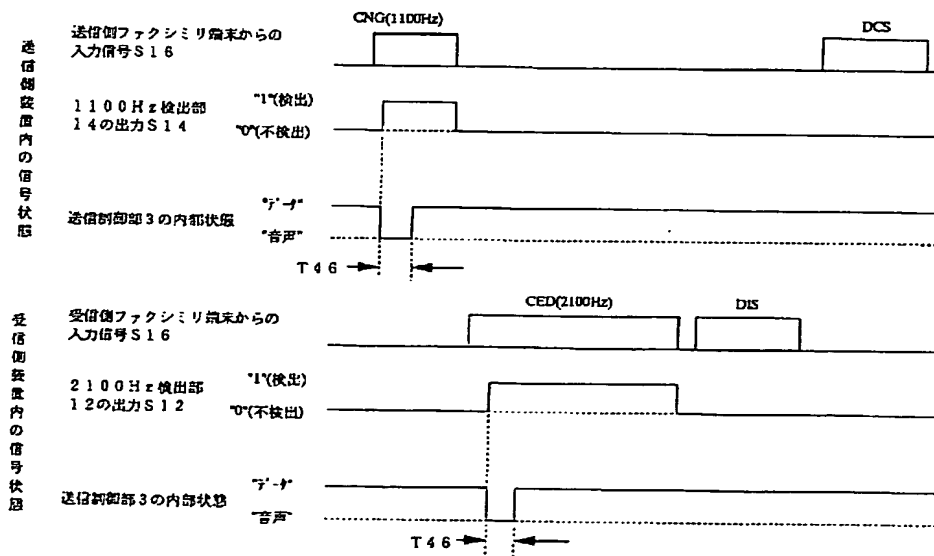 送信側装置内の信号状態
CNG(1100Hz)
送信側ファクシミリ端末からの
入力信号S16
DCS
1100Hz検出部
14の出力S14
"1"(検出)
"0"(不検出)
送信制御部3の内部状態
"データ"
"音声"
T46
受信側装置内の信号状態
CED(2100Hz)
DIS
受信側ファクシミリ端末からの
入力信号S16
2100Hz検出部
12の出力S12
"1"(検出)
"0"(不検出)
送信制御部3の内部状態
"データ"
"音声"
T46